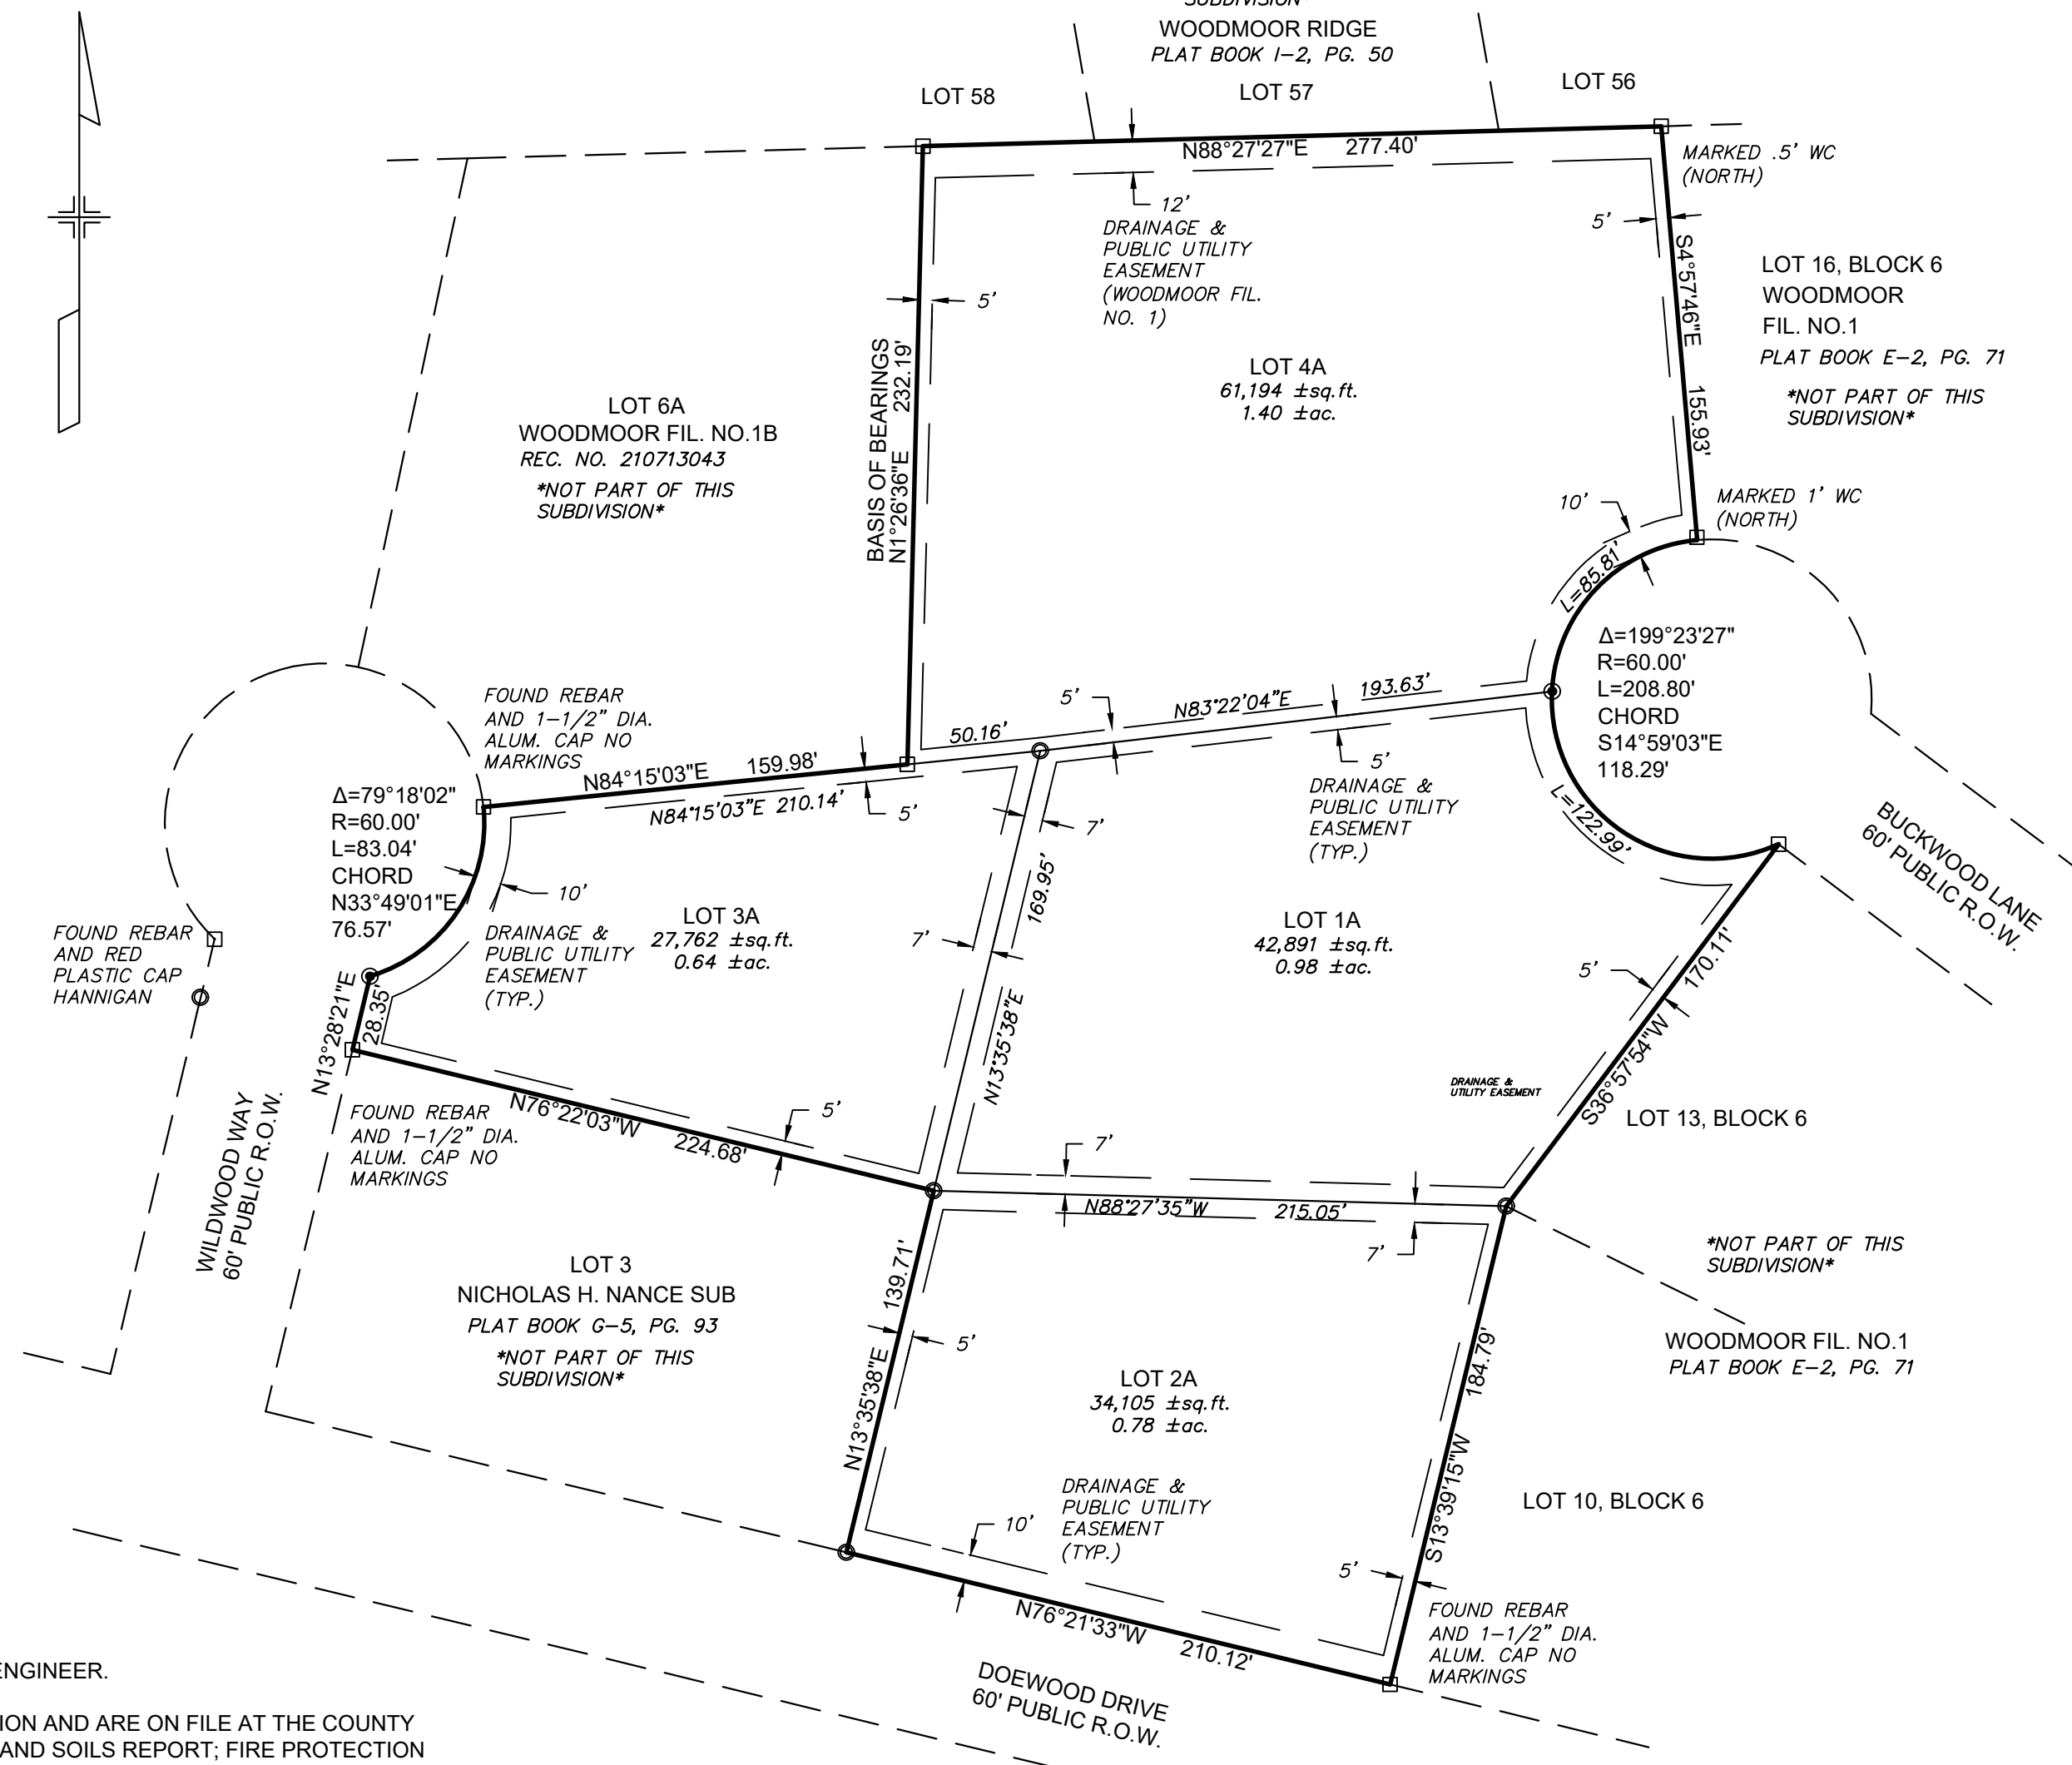 SUBDIVISION*
WOODMOOR RIDGE
PLAT BOOK I-2, PG. 50
LOT 58
LOT 57
LOT 56
N88°27'27"E 277.40'
MARKED .5' WC
(NORTH)
12'
DRAINAGE &
PUBLIC UTILITY
EASEMENT
(WOODMOOR FIL.
NO. 1)
5'
S4°57'46"E 155.93'
LOT 16, BLOCK 6
WOODMOOR
FIL. NO.1
PLAT BOOK E-2, PG. 71
*NOT PART OF THIS
SUBDIVISION*
5'
BASIS OF BEARINGS
N1°26'36"E 232.19'
LOT 4A
61,194 ±sq.ft.
1.40 ±ac.
LOT 6A
WOODMOOR FIL. NO.1B
REC. NO. 210713043
*NOT PART OF THIS
SUBDIVISION*
10'
MARKED 1' WC
(NORTH)
L=85.81'
Δ=199°23'27"
R=60.00'
L=208.80'
CHORD
S14°59'03"E
118.29'
L=122.99'
BUCKWOOD LANE
60' PUBLIC R.O.W.
FOUND REBAR
AND 1-1/2" DIA.
ALUM. CAP NO
MARKINGS
N84°15'03"E 159.98'
N84°15'03"E 210.14'
5'
50.16'
5'
N83°22'04"E 193.63'
5'
DRAINAGE &
PUBLIC UTILITY
EASEMENT
(TYP.)
Δ=79°18'02"
R=60.00'
L=83.04'
CHORD
N33°49'01"E
76.57'
10'
DRAINAGE &
PUBLIC UTILITY
EASEMENT
(TYP.)
LOT 3A
27,762 ±sq.ft.
0.64 ±ac.
7'
7'
169.95'
N13°35'38"E
LOT 1A
42,891 ±sq.ft.
0.98 ±ac.
5'
170.11'
S36°57'54"W
DRAINAGE &
UTILITY EASEMENT
LOT 13, BLOCK 6
FOUND REBAR
AND RED
PLASTIC CAP
HANNIGAN
N13°28'21"E
28.35'
WILDWOOD WAY
60' PUBLIC R.O.W.
FOUND REBAR
AND 1-1/2" DIA.
ALUM. CAP NO
MARKINGS
N76°22'03"W 224.68'
5'
7'
N88°27'35"W 215.05'
7'
*NOT PART OF THIS
SUBDIVISION*
WOODMOOR FIL. NO.1
PLAT BOOK E-2, PG. 71
LOT 3
NICHOLAS H. NANCE SUB
PLAT BOOK G-5, PG. 93
*NOT PART OF THIS
SUBDIVISION*
N13°35'38"E 139.71'
5'
LOT 2A
34,105 ±sq.ft.
0.78 ±ac.
S13°39'15"W 184.79'
LOT 10, BLOCK 6
DRAINAGE &
PUBLIC UTILITY
EASEMENT
(TYP.)
10'
5'
FOUND REBAR
AND 1-1/2" DIA.
ALUM. CAP NO
MARKINGS
N76°21'33"W 210.12'
DOEWOOD DRIVE
60' PUBLIC R.O.W.
ENGINEER.
ION AND ARE ON FILE AT THE COUNTY
AND SOILS REPORT; FIRE PROTECTION